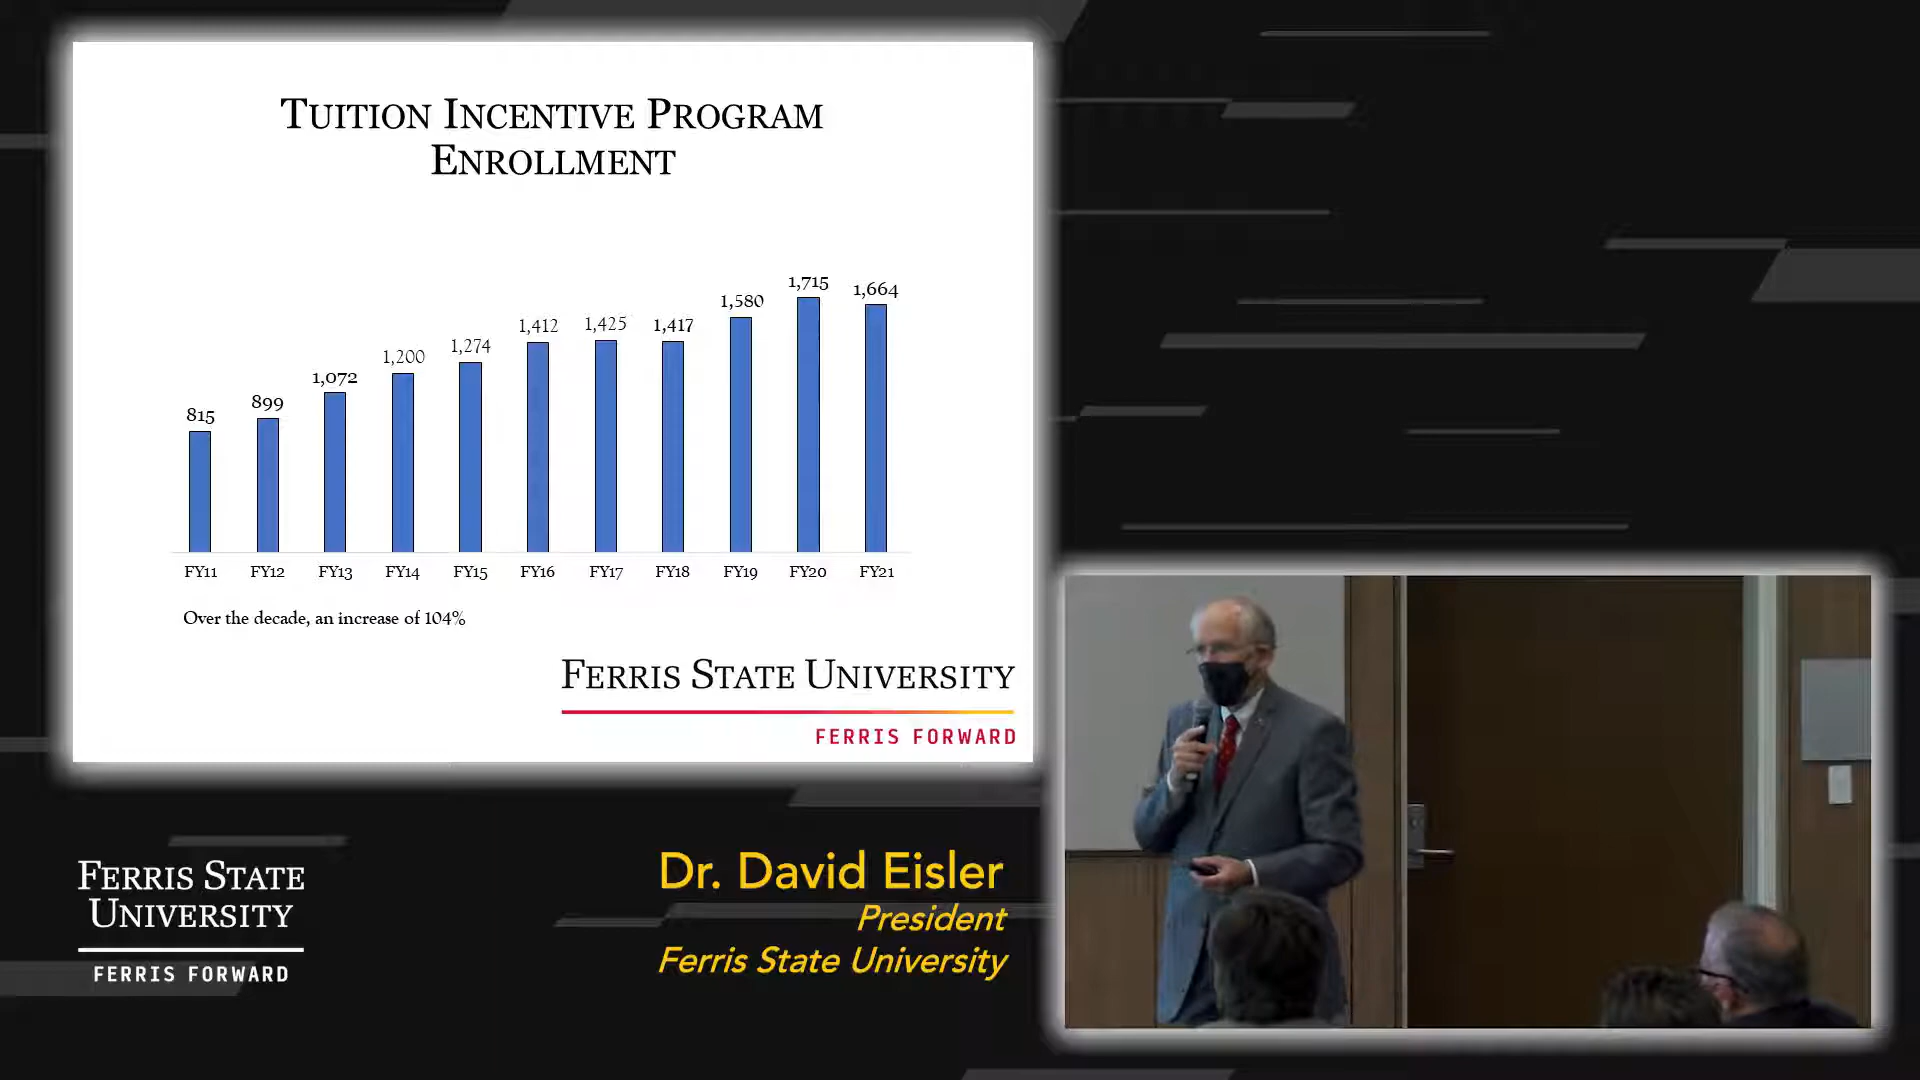 TUITION INCENTIVE PROGRAM
ENROLLMENT
815
899
1,072
1,200
1,274
1,412
1,425
1,417
1,580
1,715
1,664
FY11 FY12 FY13 FY14 FY15 FY16 FY17 FY18 FY19 FY20 FY21
Over the decade, an increase of 104%
FERRIS STATE UNIVERSITY
FERRIS FORWARD
FERRIS STATE
UNIVERSITY
FERRIS FORWARD
Dr. David Eisler
President
Ferris State University